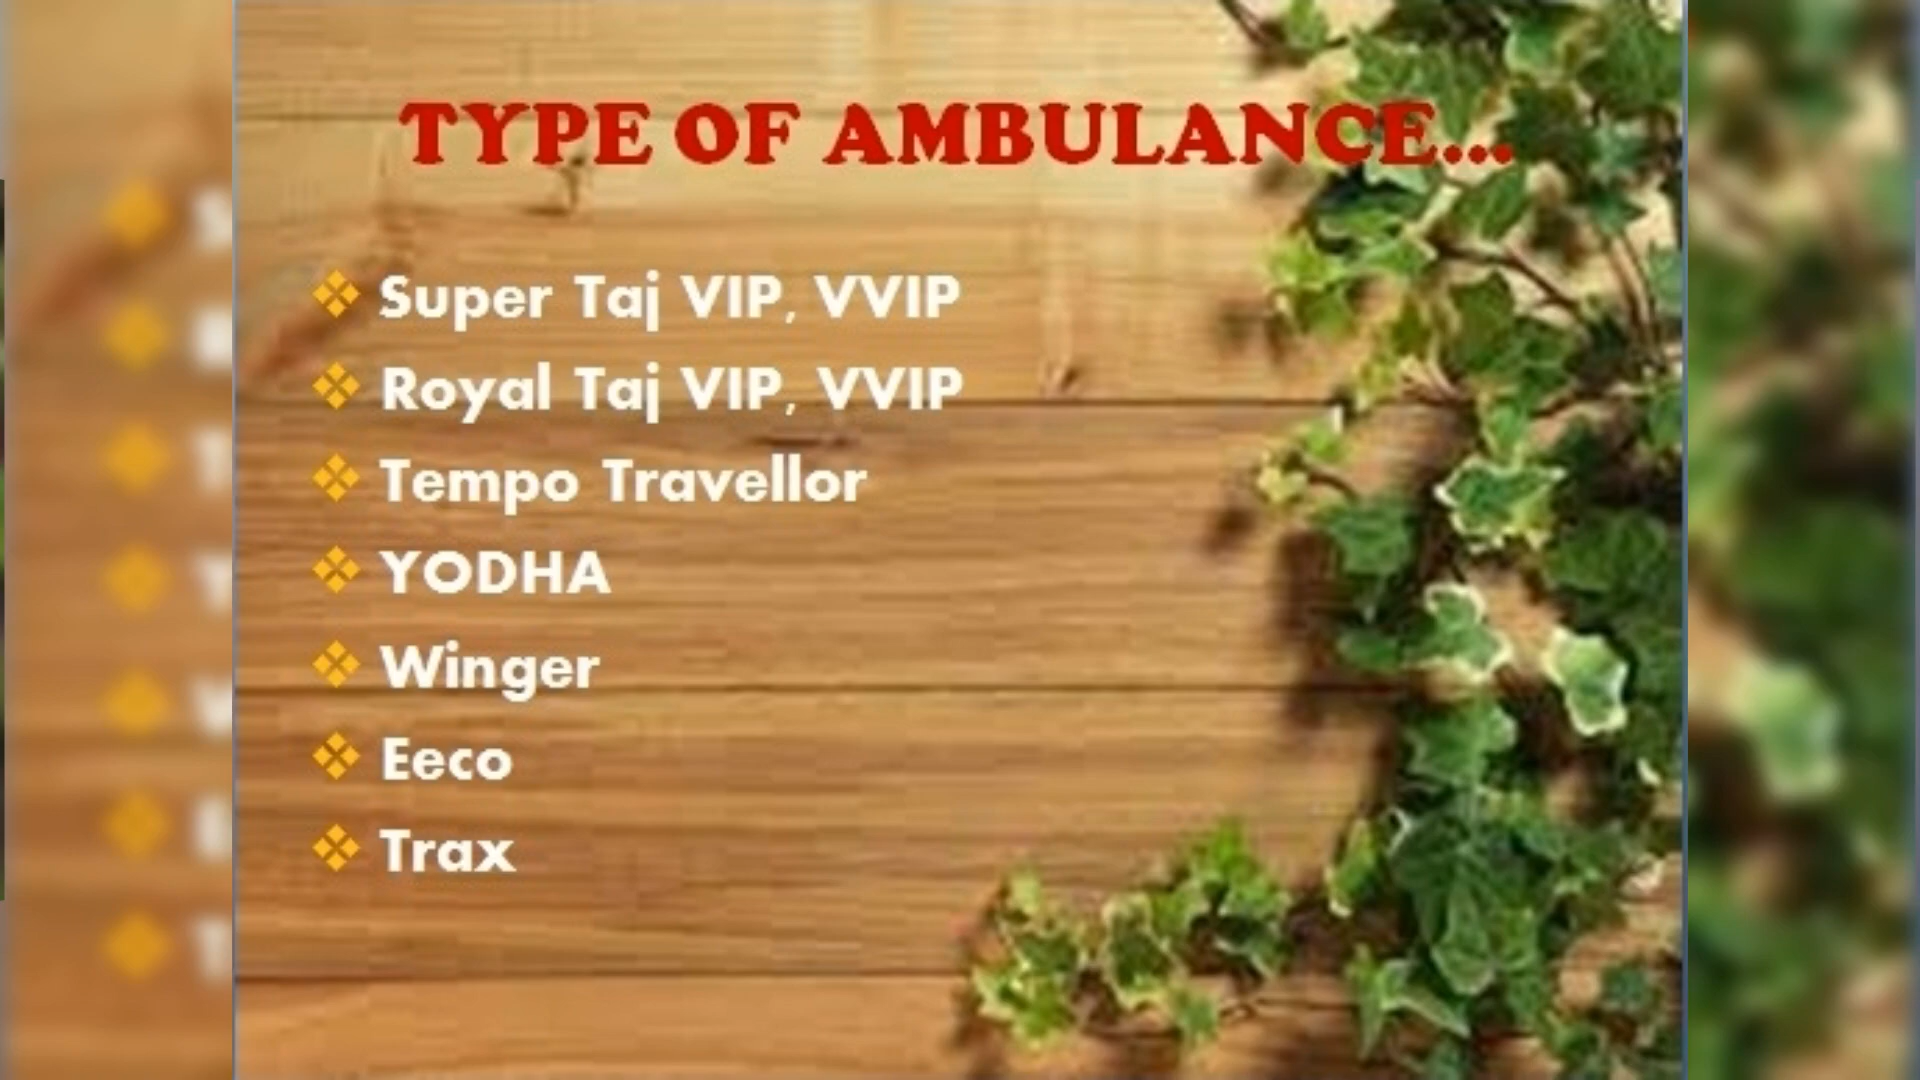 TYPE OF AMBULANCE...
Super Taj VIP, VVIP
Royal Taj VIP, VVIP
Tempo Travellor
YODHA
Winger
Eeco
Trax